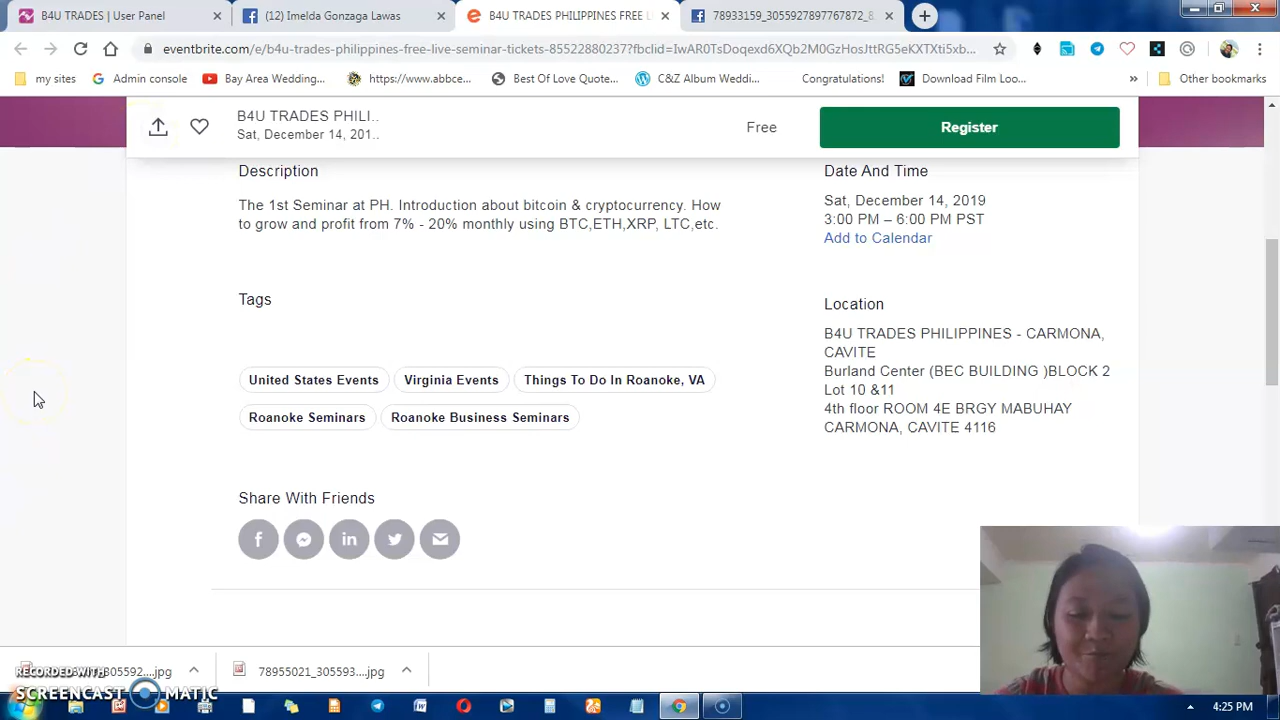 B4U TRADES | User Panel
(12) Imelda Gonzaga Lawas
B4U TRADES PHILIPPINES FREE L
78933159_3055927897767872_8
eventbrite.com/e/b4u-trades-philippines-free-live-seminar-tickets-85522880237?fbclid=IwAR0TsDoqexd6XQb2M0GzHosJttRG5eKXTXti5xb...
my sites
Admin console
Bay Area Wedding...
https://www.abbce...
Best Of Love Quote...
C&Z Album Weddi...
Congratulations!
Download Film Loo...
»
Other bookmarks
B4U TRADES PHILI..
Sat, December 14, 201..
Free
Register
Description
The 1st Seminar at PH. Introduction about bitcoin & cryptocurrency. How
to grow and profit from 7% - 20% monthly using BTC,ETH,XRP, LTC,etc.
Date And Time
Sat, December 14, 2019
3:00 PM – 6:00 PM PST
Add to Calendar
Tags
United States Events
Virginia Events
Things To Do In Roanoke, VA
Roanoke Seminars
Roanoke Business Seminars
Location
B4U TRADES PHILIPPINES - CARMONA,
CAVITE
Burland Center (BEC BUILDING )BLOCK 2
Lot 10 &11
4th floor ROOM 4E BRGY MABUHAY
CARMONA, CAVITE 4116
Share With Friends
305592....jpg
78955021_305593....jpg
RECORDED WITH
SCREENCAST MATIC
4:25 PM